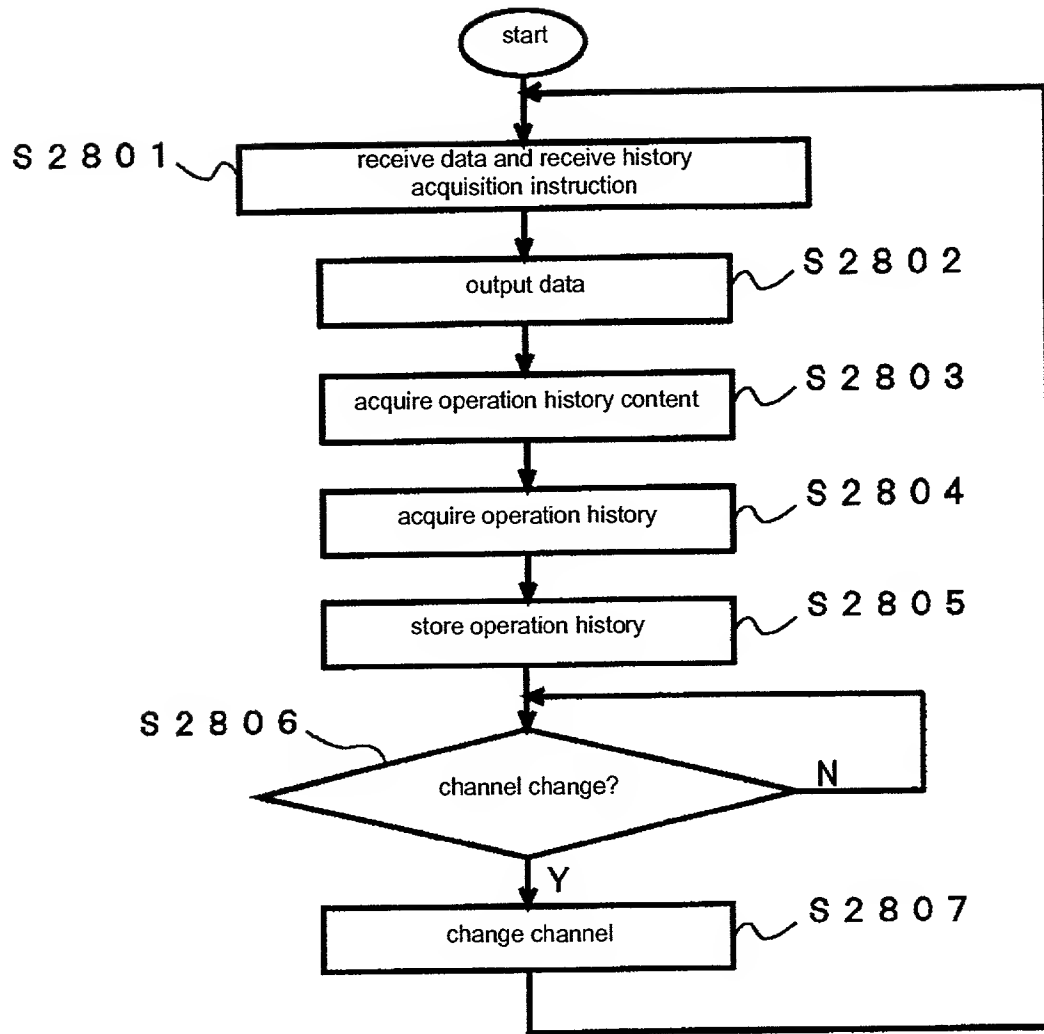 start
S2801
receive data and receive history
acquisition instruction
S2802
output data
S2803
acquire operation history content
S2804
acquire operation history
S2805
store operation history
S2806
channel change?
N
Y
S2807
change channel